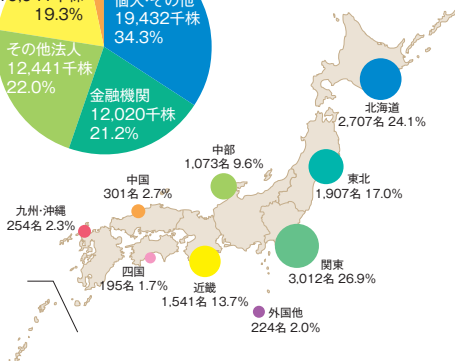 19.3%
個人・その他
19,432千株
34.3%
その他法人
12,441千株
22.0%
金融機関
12,020千株
21.2%
北海道
2,707名 24.1%
中部
1,073名 9.6%
東北
1,907名 17.0%
中国
301名 2.7%
九州・沖縄
254名 2.3%
関東
3,012名 26.9%
四国
195名 1.7%
近畿
1,541名 13.7%
外国他
224名 2.0%